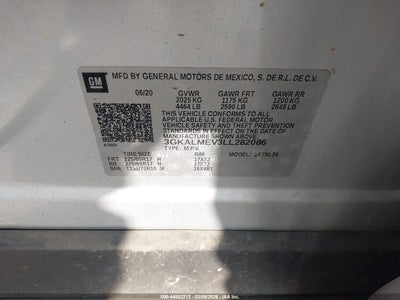 GM
MFD BY GENERAL MOTORS DE MEXICO, S. DE R.L. DE C.V.
06/20 GVWR GAWR FRT GAWR RR
2025 KG 1175 KG 1200 KG
4464 LB 2590 LB 2645 LB
THIS VEHICLE CONFORMS TO ALL
APPLICABLE U.S. FEDERAL MOTOR
VEHICLE SAFETY AND THEFT
PREVENTION STANDARDS IN EFFECT
ON THE DATE OF MANUFACTURE
SHOWN ABOVE.
3GKALMEV3LL282086
TYPE: M.P.V.
TIRE SIZE RIM
FRT 225/65R17 H 17X7J
RR 225/65R17 H 17X7J
SPA